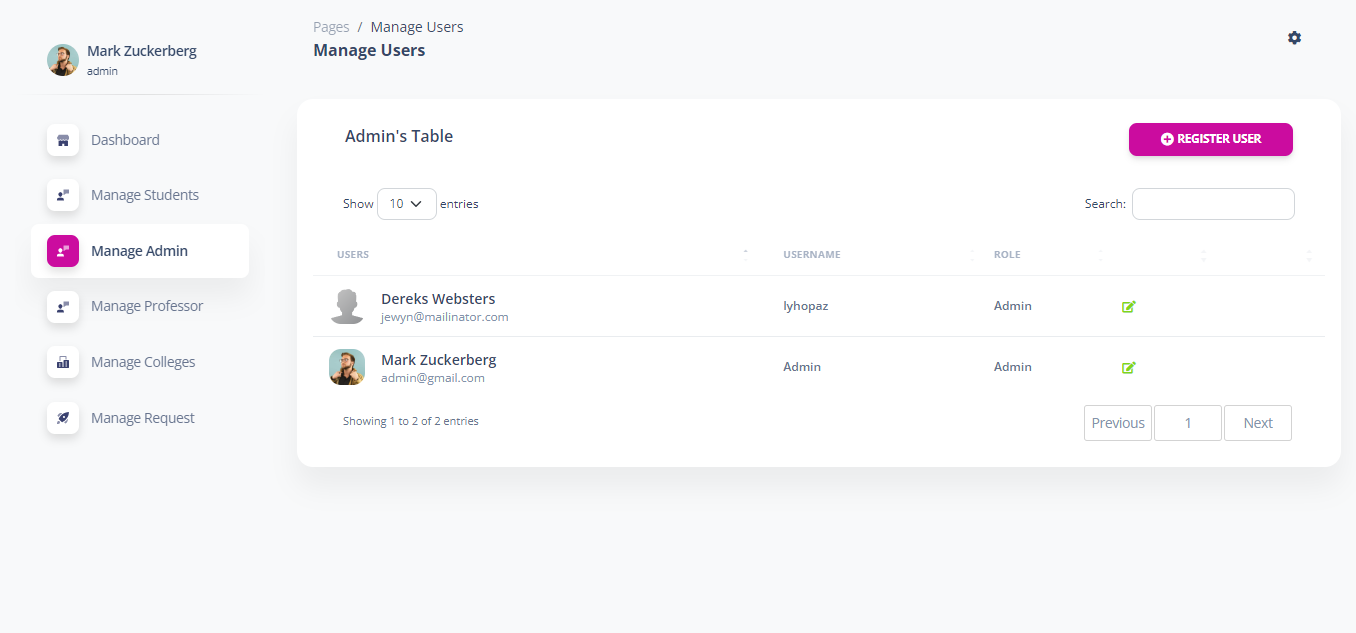 Mark Zuckerberg
admin
Dashboard
Manage Students
Manage Admin
Manage Professor
Manage Colleges
Manage Request
Pages / Manage Users
Manage Users
Admin's Table
REGISTER USER
Show 10 entries
Search:
USERS USERNAME ROLE
Dereks Websters
jewyn@mailinator.com
lyhopaz
Admin
Mark Zuckerberg
admin@gmail.com
Admin
Admin
Showing 1 to 2 of 2 entries
Previous 1 Next